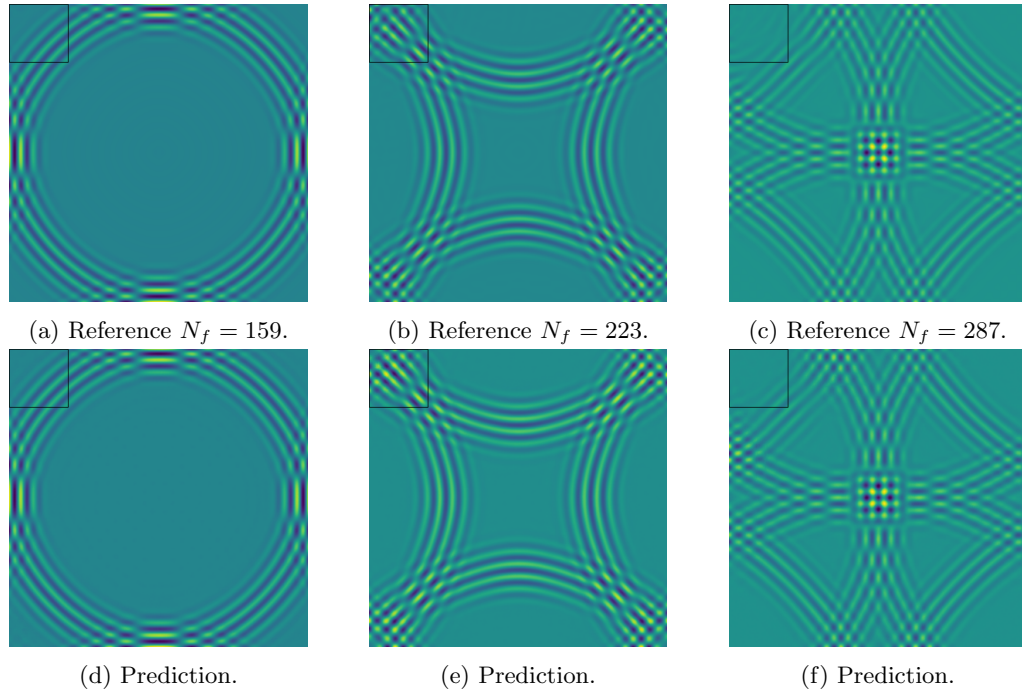 (a) Reference $N_f = 159$.
(b) Reference $N_f = 223$.
(c) Reference $N_f = 287$.
(d) Prediction.
(e) Prediction.
(f) Prediction.